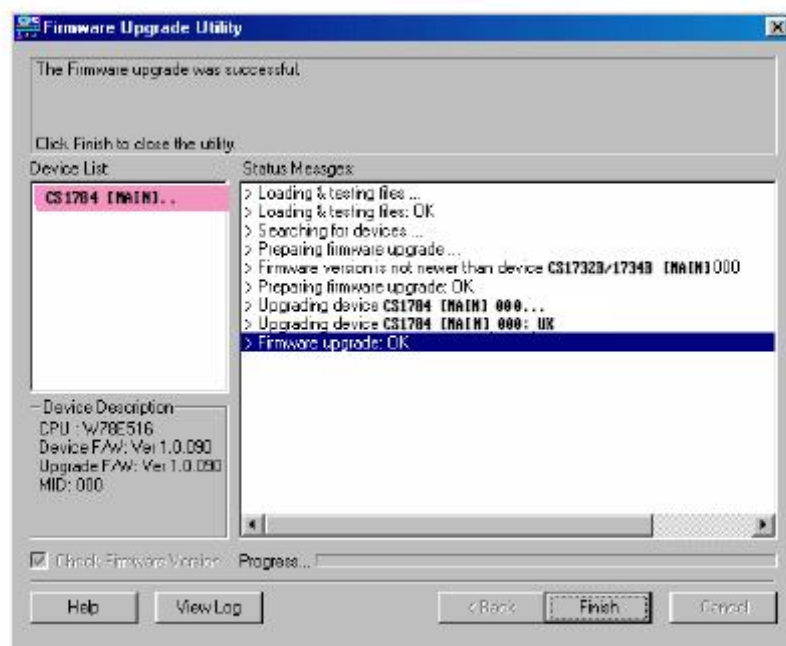 Firmware Upgrade Utility
The Firmware upgrade was successful.
Click Finish to close the utility.
Device List:
CS1784 [MAIN]..
Status Messges:
> Loading & testing files ...
> Loading & testing files: OK
> Searching for devices ...
> Preparing firmware upgrade ...
> Firmware version is not newer than device CS1732B/1734B [MAIN] 000
> Preparing firmware upgrade: OK
> Upgrading device CS1784 [MAIN] 000...
> Upgrading device CS1784 [MAIN] 000: OK
> Firmware upgrade: OK
Device Description
CPU : W78E516
Device F/W: Ver 1.0.090
Upgrade F/W: Ver 1.0.090
MID: 000
Check Firmware Version
Progress...
Help
View Log
< Back
Finish
Cancel